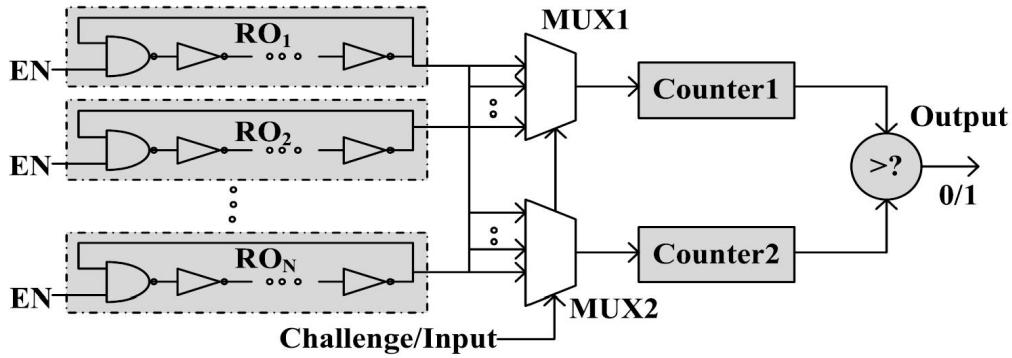 MUX1
RO1
EN
Counter1
RO2
EN
Output
>?
0/1
RON
EN
Counter2
MUX2
Challenge/Input